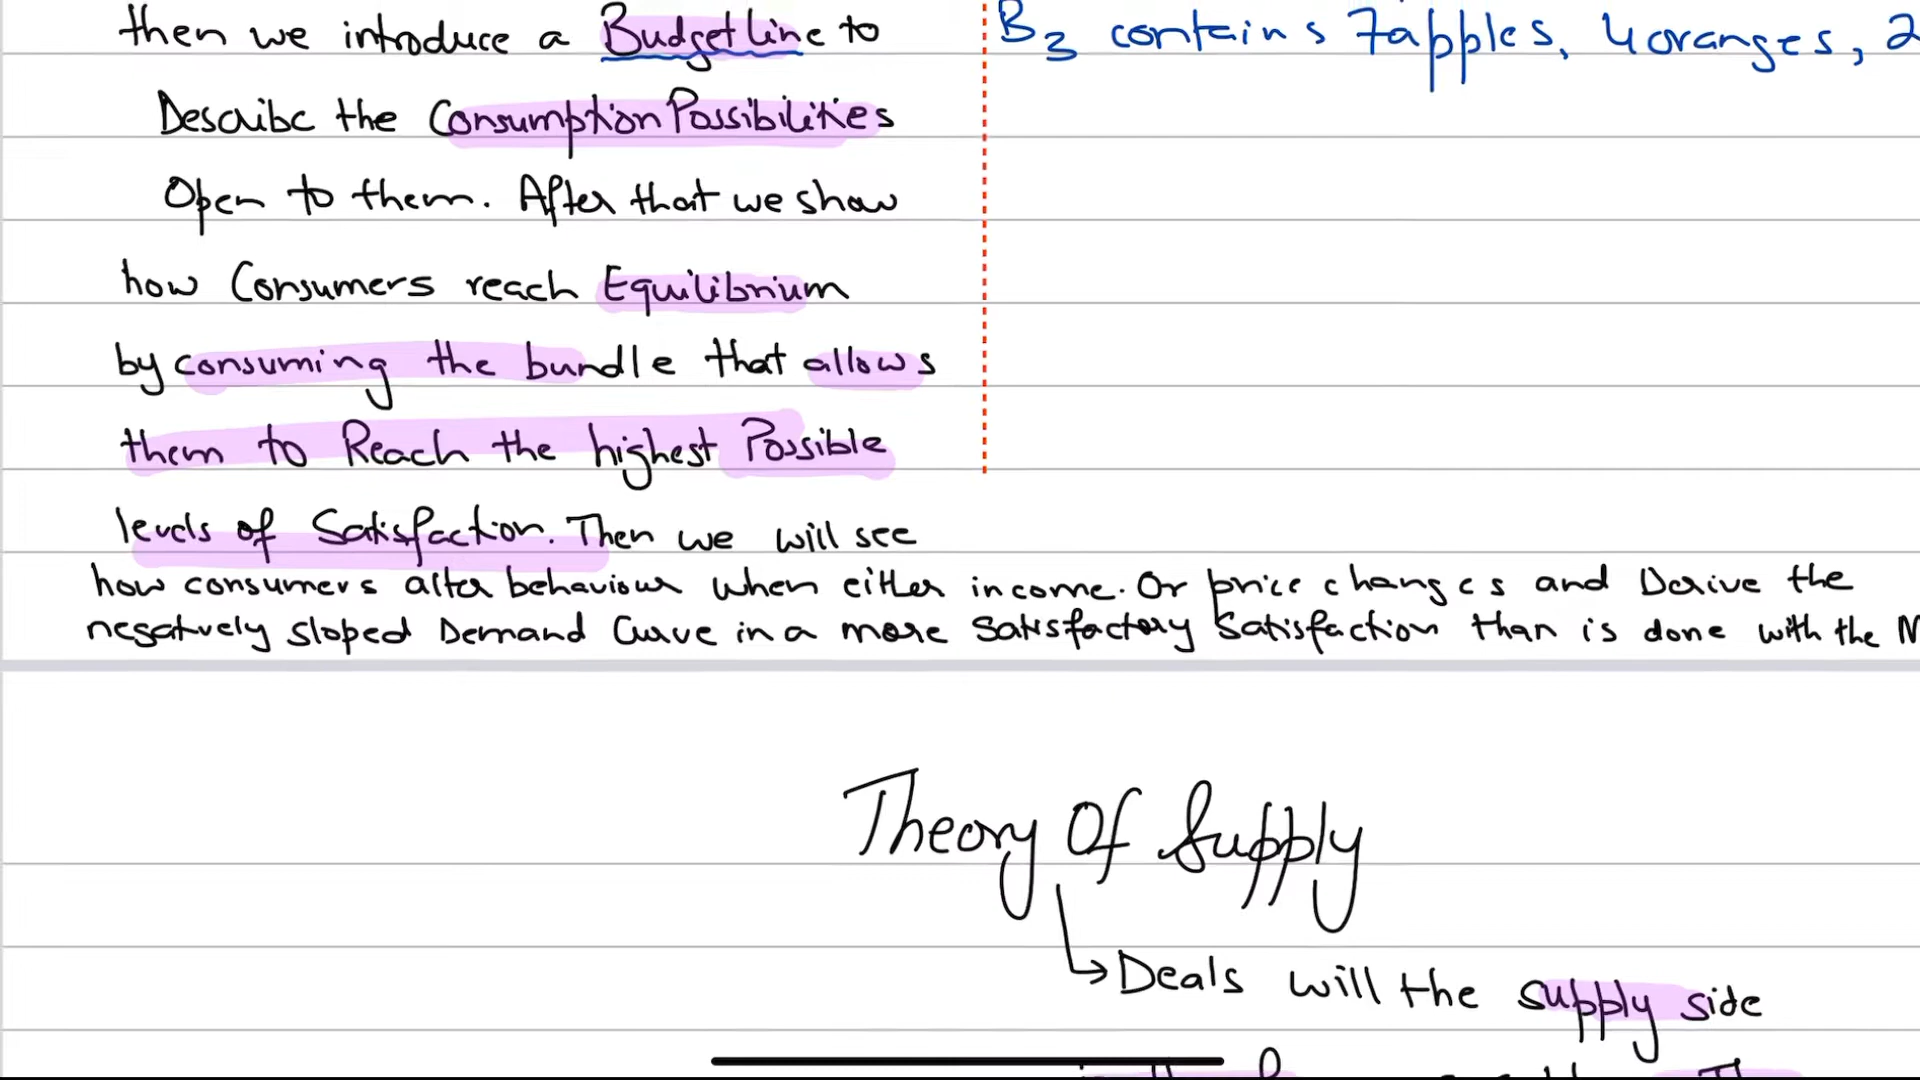 then we introduce a Budget line to
Describe the Consumption Possibilities
Open to them. After that we show
how Consumers reach Equilibrium
by consuming the bundle that allows
them to Reach the highest Possible
levels of Satisfaction. Then we will see
how consumers alter behaviour when either income. Or price changes and Derive the
negatvely sloped Demand Curve in a more Satisfactory Satisfaction than is done with the M
B3 contains 7apples, 4oranges, 2
Theory Of Supply
↳Deals will the supply side